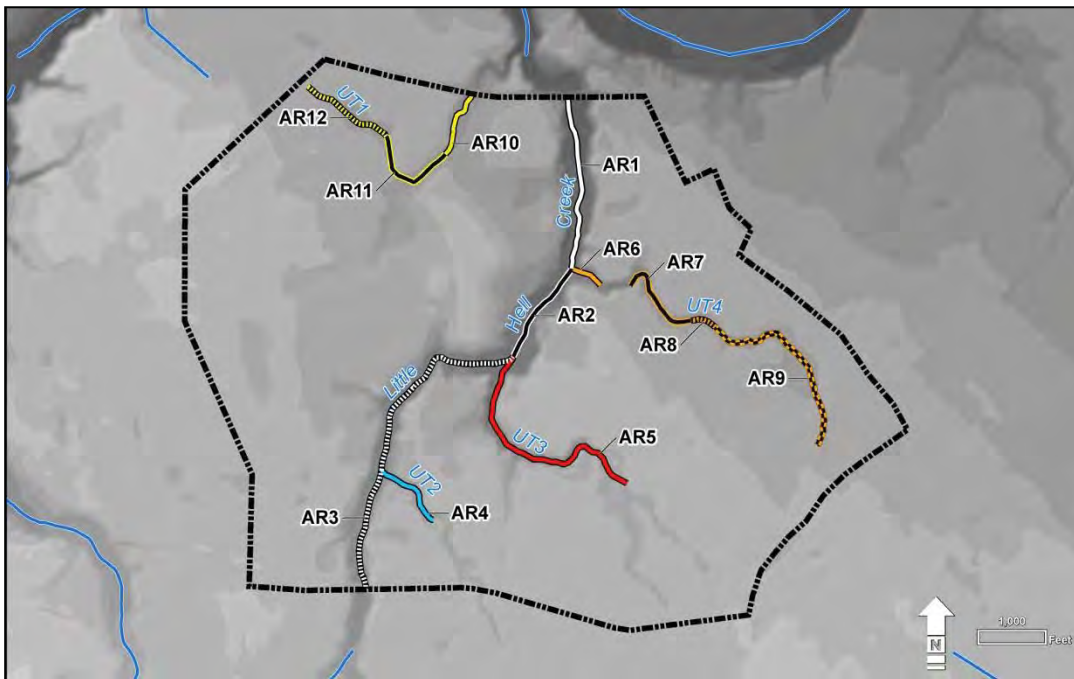 UT1
AR12
AR10
AR11
AR1
Creek
AR6
AR7
UT4
AR2
Hell
AR8
AR9
Little
UT3
AR5
UT2
AR4
AR3
N
1,000
Feet